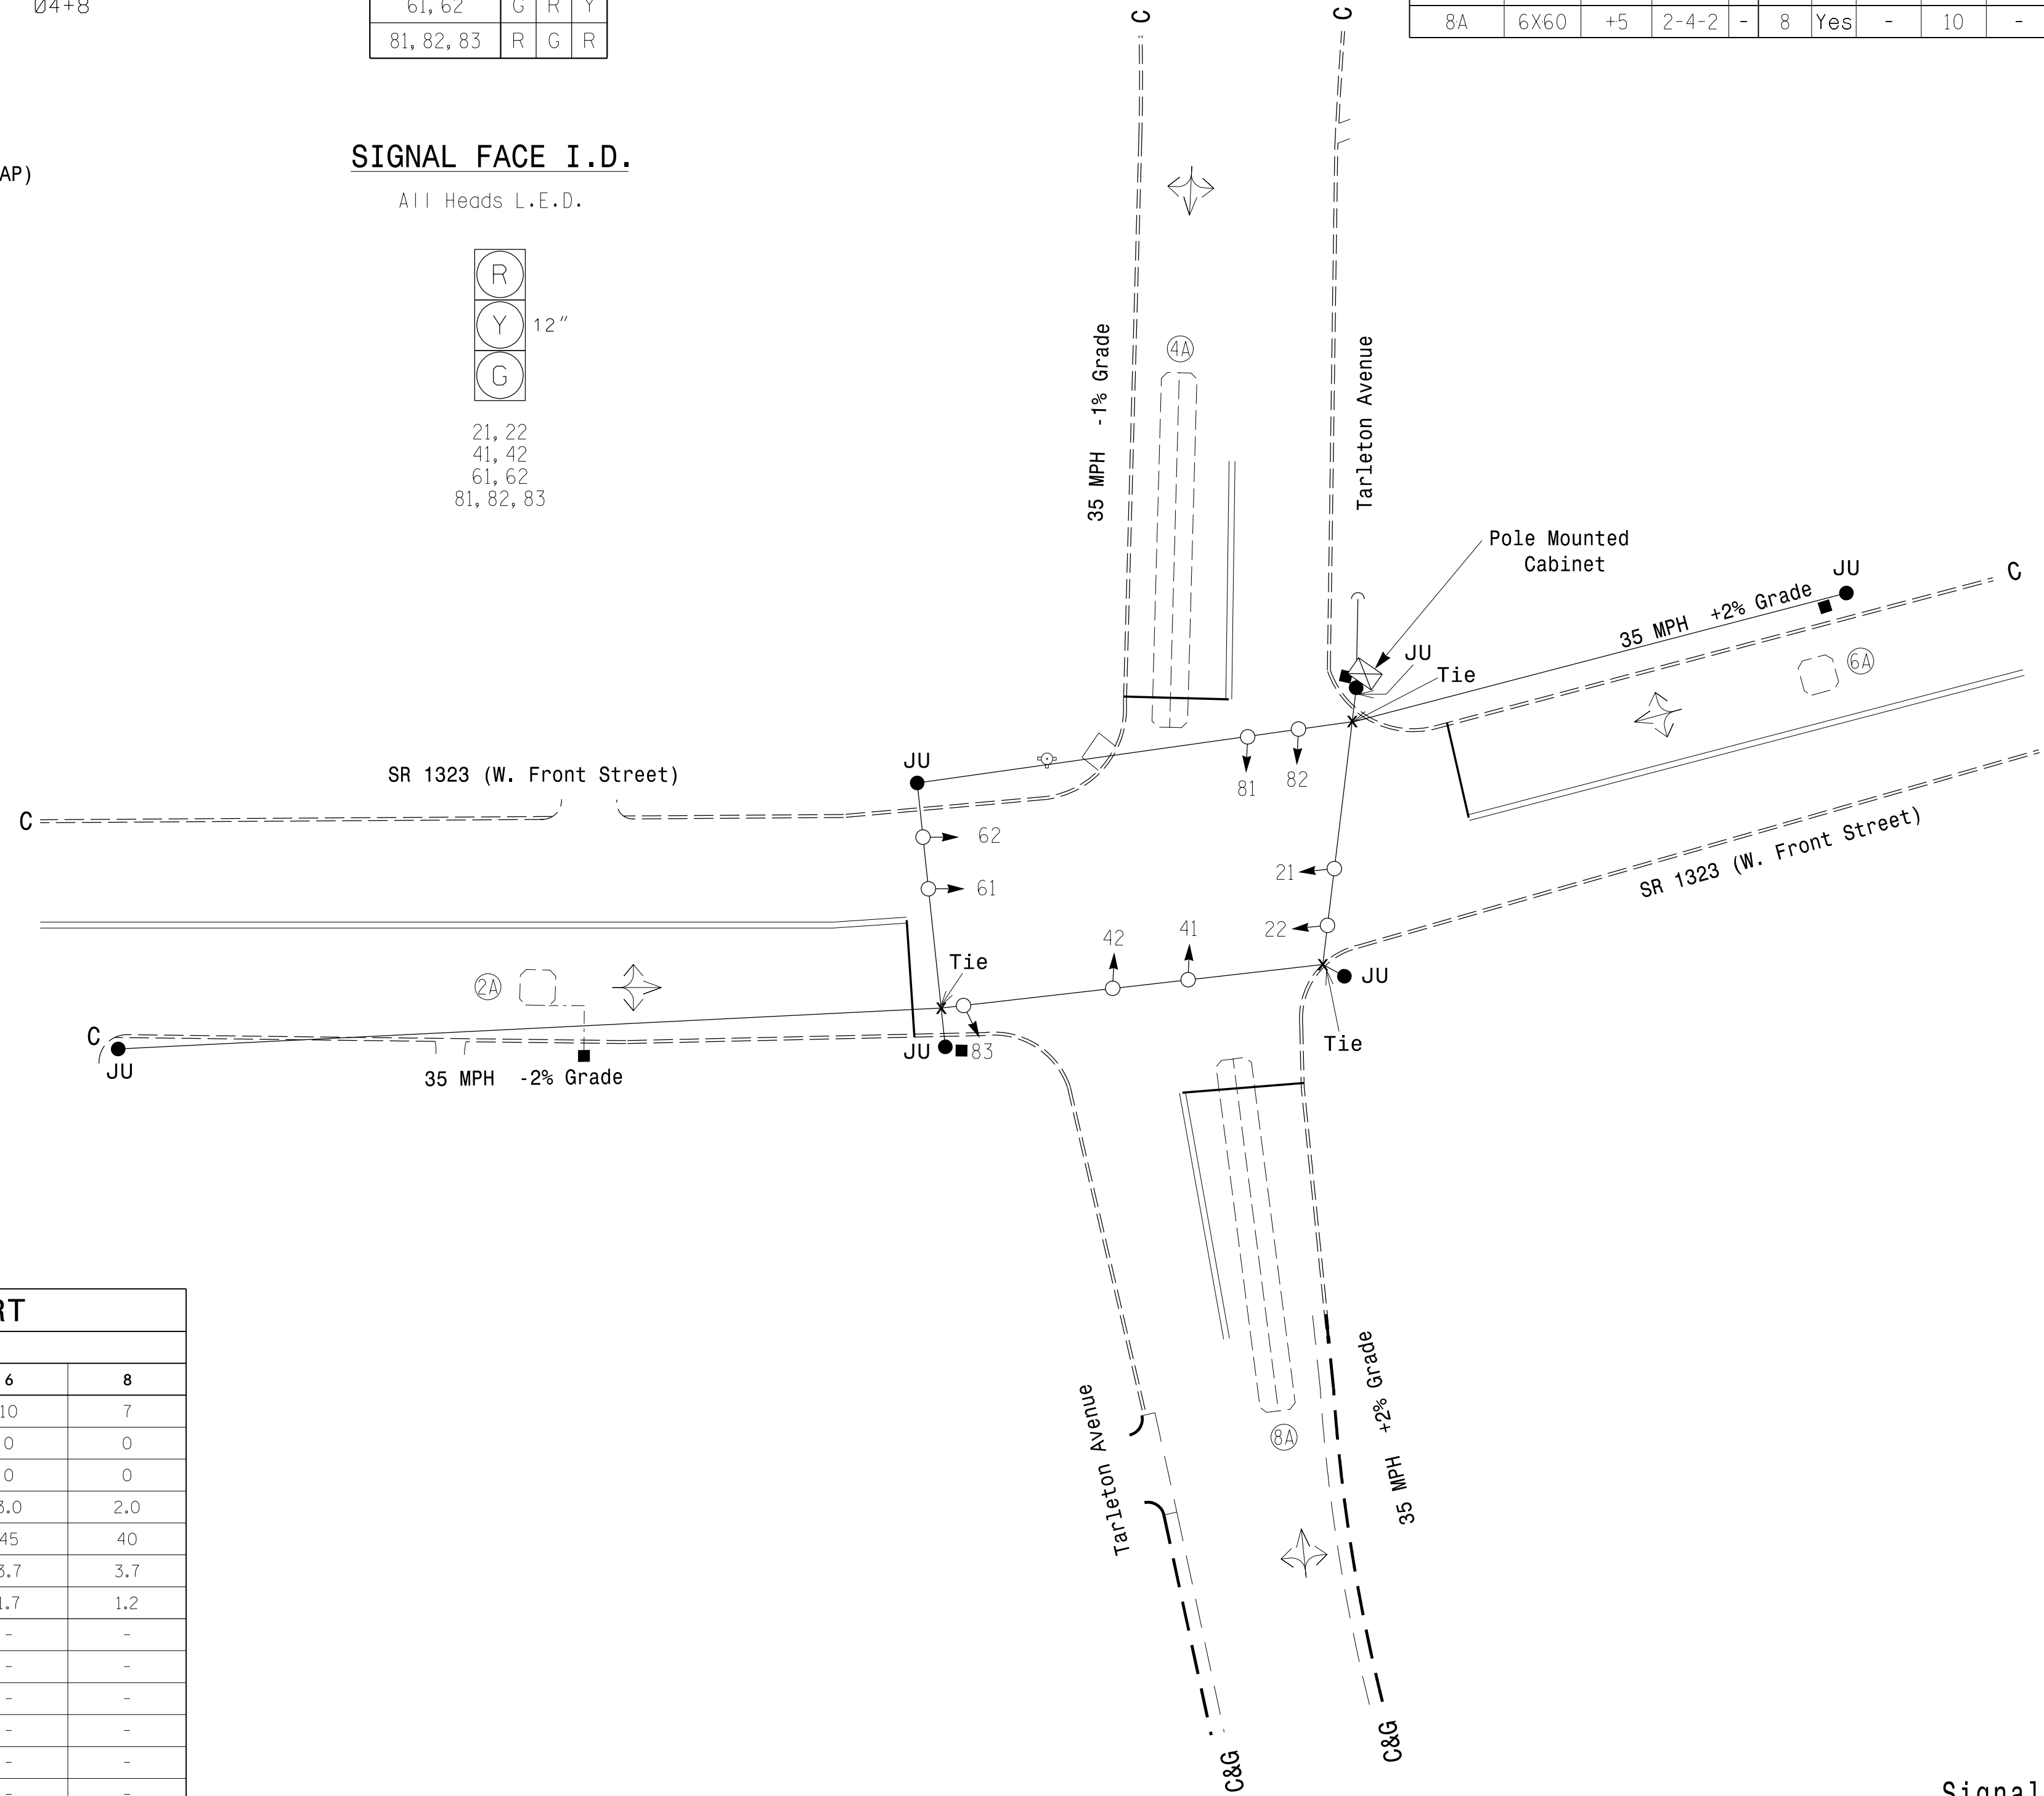 Ø4+8
61, 62 G R Y
81, 82, 83 R G R
8A 6X60 +5 2-4-2 - 8 Yes - 10 -
AP)
SIGNAL FACE I.D.
All Heads L.E.D.
R
Y 12"
G
21, 22
41, 42
61, 62
81, 82, 83
C
C
35 MPH -1% Grade
4A
Tarleton Avenue
Pole Mounted
Cabinet
JU
C
35 MPH +2% Grade
JU
Tie
6A
SR 1323 (W. Front Street)
JU
C
81
82
62
61
21
22
SR 1323 (W. Front Street)
42
41
Tie
2A
JU
C
JU
JU
83
Tie
35 MPH -2% Grade
8A
Tarleton Avenue
35 MPH +2% Grade
C&G
C&G
RT
6 8
10 7
0 0
0 0
3.0 2.0
45 40
3.7 3.7
1.7 1.2
- -
- -
- -
- -
- -
- -
Signal